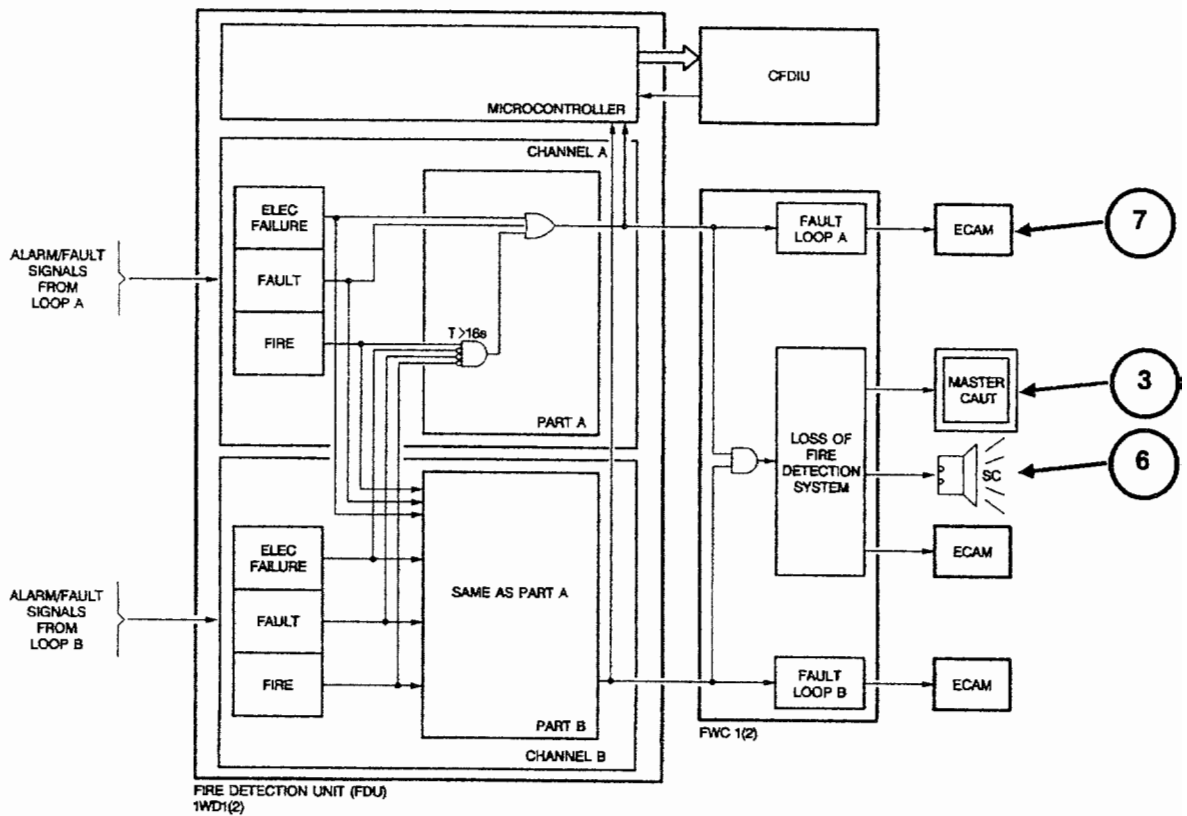 MICROCONTROLLER
CFDIU
CHANNEL A
ALARM/FAULT
SIGNALS
FROM
LOOP A
ELEC
FAILURE
FAULT
FIRE
T>16s
PART A
FAULT
LOOP A
ECAM
7
LOSS OF
FIRE
DETECTION
SYSTEM
MASTER
CAUT
3
SC
6
ECAM
ALARM/FAULT
SIGNALS
FROM
LOOP B
ELEC
FAILURE
FAULT
FIRE
SAME AS PART A
PART B
CHANNEL B
FAULT
LOOP B
ECAM
FWC 1(2)
FIRE DETECTION UNIT (FDU)
1WD1(2)